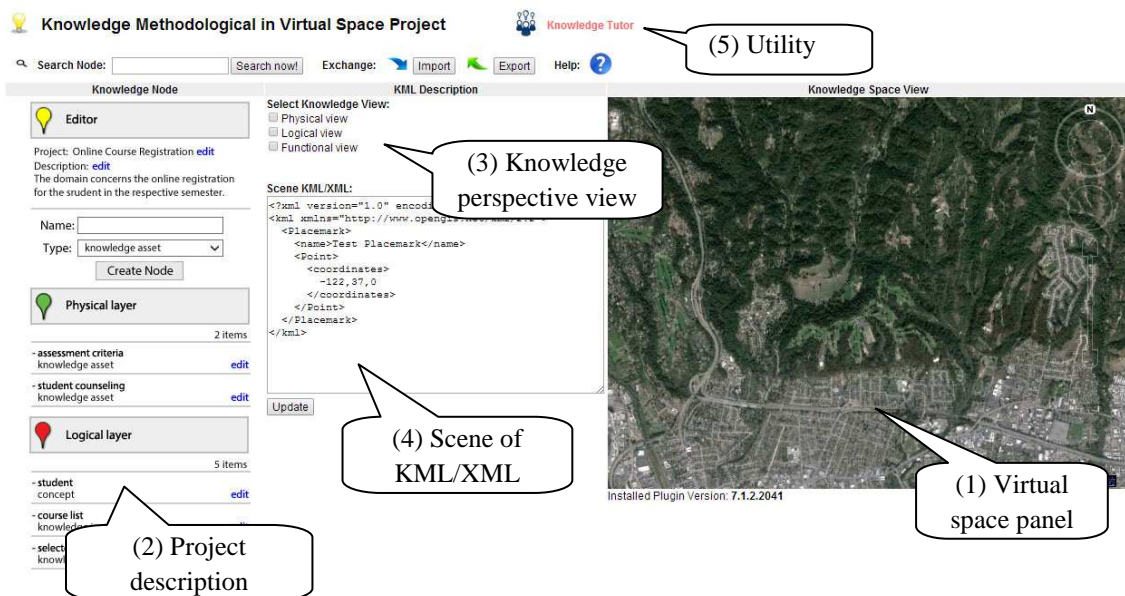 Knowledge Methodological in Virtual Space Project
Knowledge Tutor
(5) Utility
Search Node:
Search now!
Exchange:
Import
Export
Help:
?
Knowledge Node
KML Description
Knowledge Space View
Editor
Project: Online Course Registration edit
Description: edit
The domain concerns the online registration
for the srudent in the respective semester.
Name:
Type: knowledge asset
Create Node
Physical layer
2 items
- assessment criteria
knowledge asset edit
- student counseling
knowledge asset edit
Logical layer
5 items
- student
concept edit
- course list
(2) Project
description
Select Knowledge View:
Physical view
Logical view
Functional view
(3) Knowledge
perspective view
Scene KML/XML:
<?xml version="1.0"
<kml xmlns="http://www.opengis.net/kml/2.2">
<Placemark>
<name>Test Placemark</name>
<Point>
<coordinates>
-122,37,0
</coordinates>
</Point>
</Placemark>
</kml>
Update
(4) Scene of
KML/XML
N
(1) Virtual
space panel
Installed Plugin Version: 7.1.2.2041